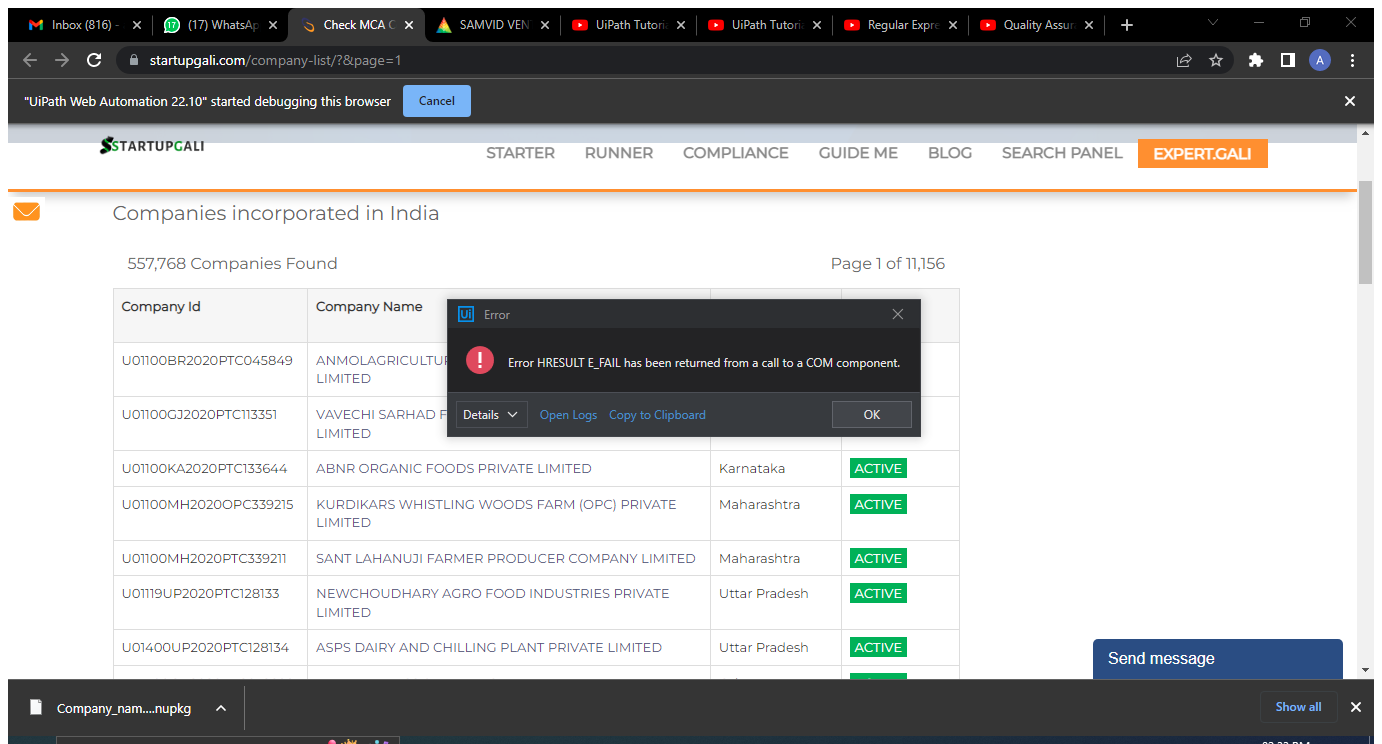 Inbox (816) -
(17) WhatsAp
Check MCA C
SAMVID VEN
UiPath Tutori
UiPath Tutori
Regular Expre
Quality Assur
startupgali.com/company-list/?&page=1
A
"UiPath Web Automation 22.10" started debugging this browser
Cancel
STARTUPGALI
STARTER RUNNER COMPLIANCE GUIDE ME BLOG SEARCH PANEL EXPERT.GALI
Companies incorporated in India
557,768 Companies Found Page 1 of 11,156
Company Id Company Name
U01100BR2020PTC045849 ANMOLAGRICULTUR
LIMITED
U01100GJ2020PTC113351 VAVECHI SARHAD F
LIMITED
Ui Error
Error HRESULT E_FAIL has been returned from a call to a COM component.
Details Open Logs Copy to Clipboard OK
U01100KA2020PTC133644 ABNR ORGANIC FOODS PRIVATE LIMITED Karnataka ACTIVE
U01100MH2020OPC339215 KURDIKARS WHISTLING WOODS FARM (OPC) PRIVATE Maharashtra ACTIVE
LIMITED
U01100MH2020PTC339211 SANT LAHANUJI FARMER PRODUCER COMPANY LIMITED Maharashtra ACTIVE
U01119UP2020PTC128133 NEWCHOUDHARY AGRO FOOD INDUSTRIES PRIVATE Uttar Pradesh ACTIVE
LIMITED
U01400UP2020PTC128134 ASPS DAIRY AND CHILLING PLANT PRIVATE LIMITED Uttar Pradesh ACTIVE
Send message
Company_nam....nupkg
Show all